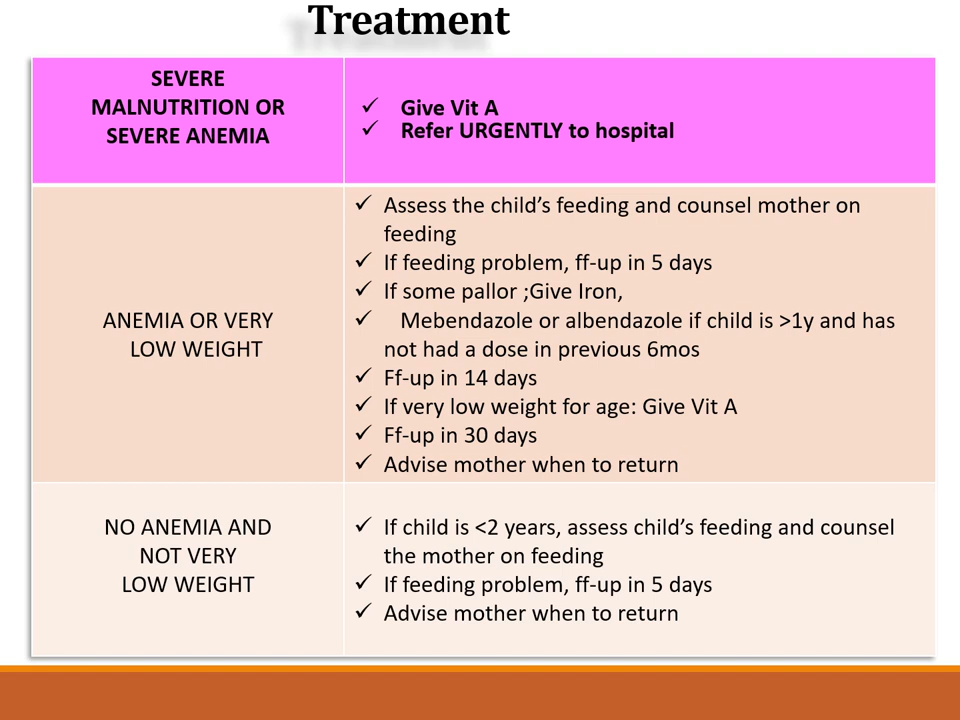 Treatment
SEVERE
MALNUTRITION OR
SEVERE ANEMIA
✓ Give Vit A
✓ Refer URGENTLY to hospital
ANEMIA OR VERY
LOW WEIGHT
✓ Assess the child’s feeding and counsel mother on
feeding
✓ If feeding problem, ff-up in 5 days
✓ If some pallor ;Give Iron,
✓ Mebendazole or albendazole if child is >1y and has
not had a dose in previous 6mos
✓ Ff-up in 14 days
✓ If very low weight for age: Give Vit A
✓ Ff-up in 30 days
✓ Advise mother when to return
NO ANEMIA AND
NOT VERY
LOW WEIGHT
✓ If child is <2 years, assess child’s feeding and counsel
the mother on feeding
✓ If feeding problem, ff-up in 5 days
✓ Advise mother when to return